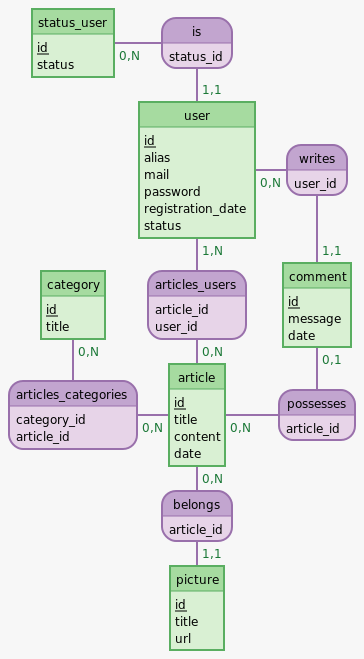 status_user
id
status
is
status_id
0,N
1,1
user
id
alias
mail
password
registration_date
status
0,N
writes
user_id
1,N
1,1
category
id
title
articles_users
article_id
user_id
comment
id
message
date
0,N
0,N
0,1
articles_categories
category_id
article_id
0,N
article
id
title
content
date
0,N
possesses
article_id
0,N
belongs
article_id
1,1
picture
id
title
url